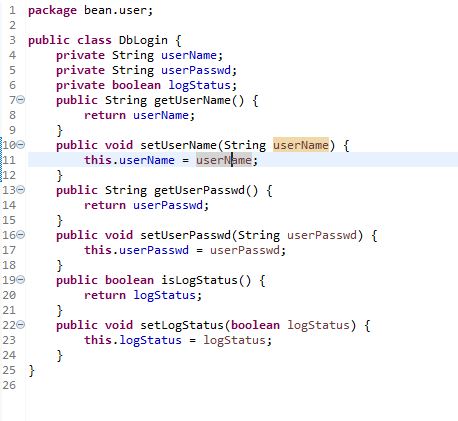 1 package bean.user;
2
3 public class DbLogin {
4     private String userName;
5     private String userPasswd;
6     private boolean logStatus;
7     public String getUserName() {
8         return userName;
9     }
10     public void setUserName(String userName) {
11         this.userName = userName;
12     }
13     public String getUserPasswd() {
14         return userPasswd;
15     }
16     public void setUserPasswd(String userPasswd) {
17         this.userPasswd = userPasswd;
18     }
19     public boolean isLogStatus() {
20         return logStatus;
21     }
22     public void setLogStatus(boolean logStatus) {
23         this.logStatus = logStatus;
24     }
25 }
26